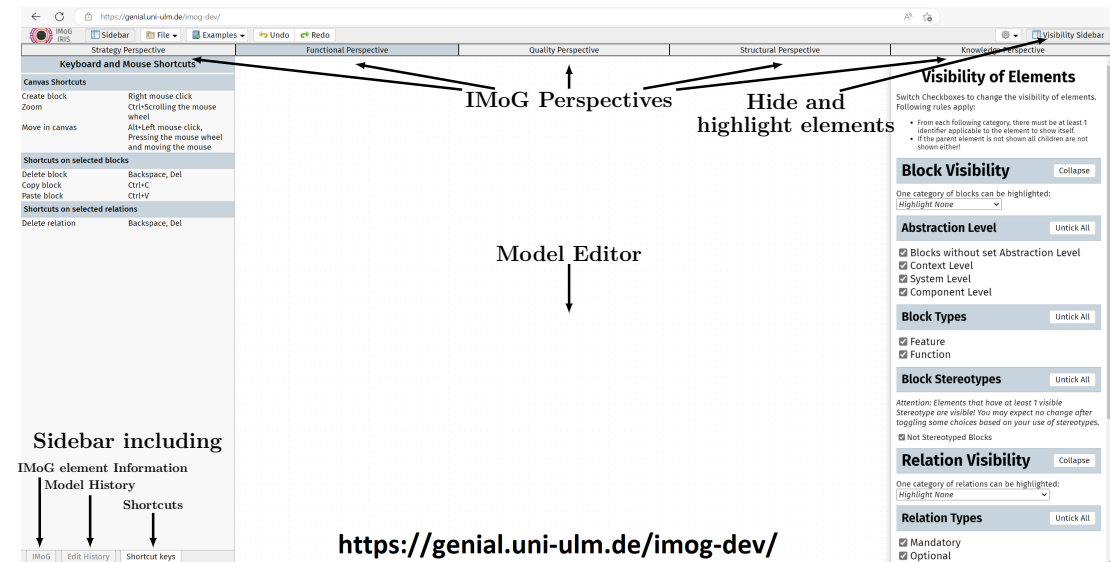 https://genial.uni-ulm.de/imog-dev/
IMoG
IRIS
Sidebar
File
Examples
Undo
Redo
Visibility Sidebar
Strategy Perspective
Functional Perspective
Quality Perspective
Structural Perspective
Knowledge Perspective
Keyboard and Mouse Shortcuts
Canvas Shortcuts
Create block Right mouse click
Zoom Ctrl+Scrolling the mouse
wheel
Move in canvas Alt+Left mouse click,
Pressing the mouse wheel
and moving the mouse
Shortcuts on selected blocks
Delete block Backspace, Del
Copy block Ctrl+C
Paste block Ctrl+V
Shortcuts on selected relations
Delete relation Backspace, Del
Sidebar including
IMoG element Information
Model History
Shortcuts
IMoG
Edit History
Shortcut keys
IMoG Perspectives
Hide and
highlight elements
Model Editor
https://genial.uni-ulm.de/imog-dev/
Visibility of Elements
Switch Checkboxes to change the visibility of elements.
Following rules apply:
• From each following category, there must be at least 1
identifier applicable to the element to show itself.
• If the parent element is not shown all children are not
shown either!
Block Visibility
Collapse
One category of blocks can be highlighted:
Highlight None
Abstraction Level
Untick All
Blocks without set Abstraction Level
Context Level
System Level
Component Level
Block Types
Untick All
Feature
Function
Block Stereotypes
Untick All
Attention: Elements that have at least 1 visible
Stereotype are visible! You may expect no change after
toggling some choices based on your use of stereotypes.
Not Stereotyped Blocks
Relation Visibility
Collapse
One category of relations can be highlighted:
Highlight None
Relation Types
Untick All
Mandatory
Optional